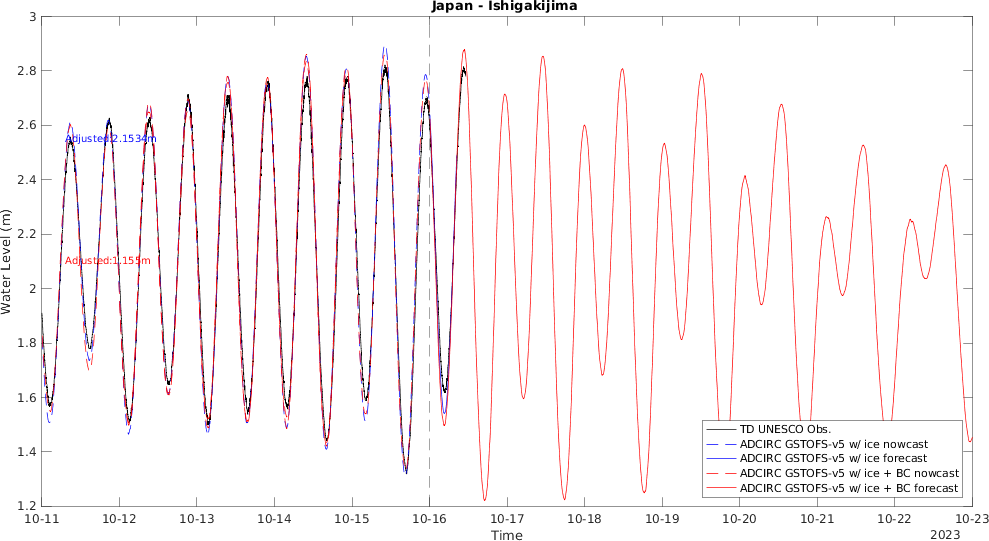 Japan - Ishigakijima
3
2.8
2.6
2.4
2.2
2
1.8
1.6
1.4
1.2
Water Level (m)
Adjusted:2.1534m
Adjusted:1.155m
TD UNESCO Obs.
ADCIRC GSTOFS-v5 w/ ice nowcast
ADCIRC GSTOFS-v5 w/ ice forecast
ADCIRC GSTOFS-v5 w/ ice + BC nowcast
ADCIRC GSTOFS-v5 w/ ice + BC forecast
10-11 10-12 10-13 10-14 10-15 10-16 10-17 10-18 10-19 10-20 10-21 10-22 10-23
Time
2023